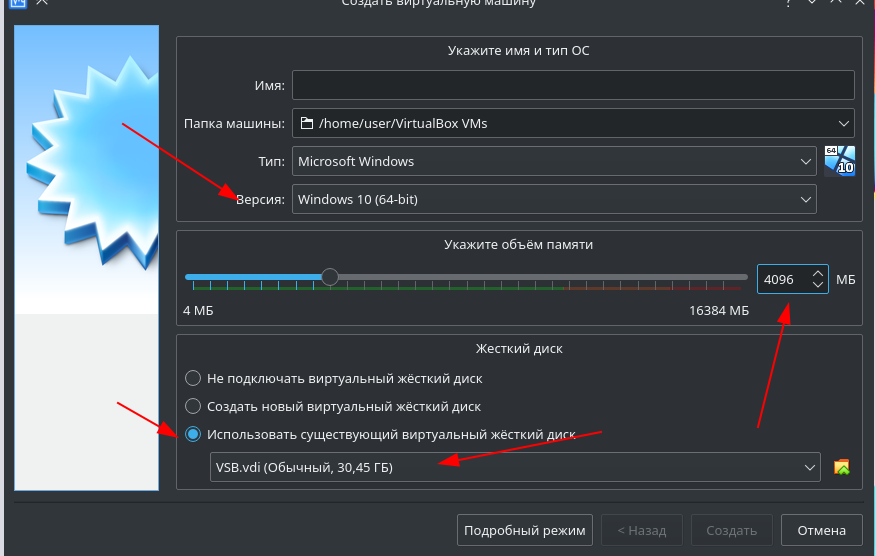 Создать виртуальную машину
Укажите имя и тип ОС
Имя:
Папка машины: /home/user/VirtualBox VMs
Тип: Microsoft Windows
64
10
Версия: Windows 10 (64-bit)
Укажите объём памяти
4096 МБ
4 МБ 16384 МБ
Жесткий диск
Не подключать виртуальный жёсткий диск
Создать новый виртуальный жёсткий диск
Использовать существующий виртуальный жёсткий диск
VSB.vdi (Обычный, 30,45 ГБ)
Подробный режим < Назад Создать Отмена